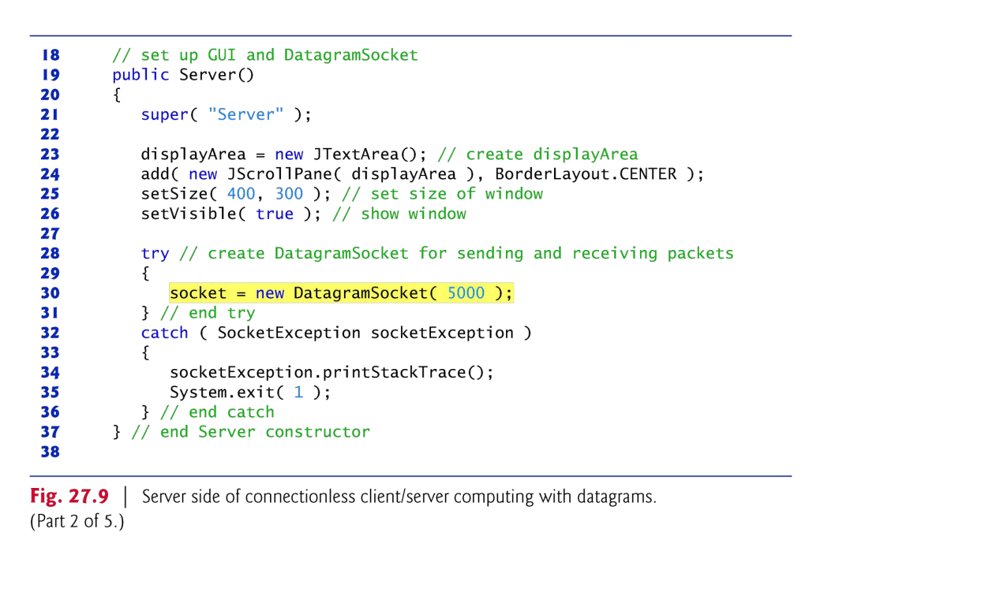 18 // set up GUI and DatagramSocket
19 public Server()
20 {
21 super( "Server" );
22
23 displayArea = new JTextArea(); // create displayArea
24 add( new JScrollPane( displayArea ), BorderLayout.CENTER );
25 setSize( 400, 300 ); // set size of window
26 setVisible( true ); // show window
27
28 try // create DatagramSocket for sending and receiving packets
29 {
30 socket = new DatagramSocket( 5000 );
31 } // end try
32 catch ( SocketException socketException )
33 {
34 socketException.printStackTrace();
35 System.exit( 1 );
36 } // end catch
37 } // end Server constructor
38
Fig. 27.9 | Server side of connectionless client/server computing with datagrams.
(Part 2 of 5.)